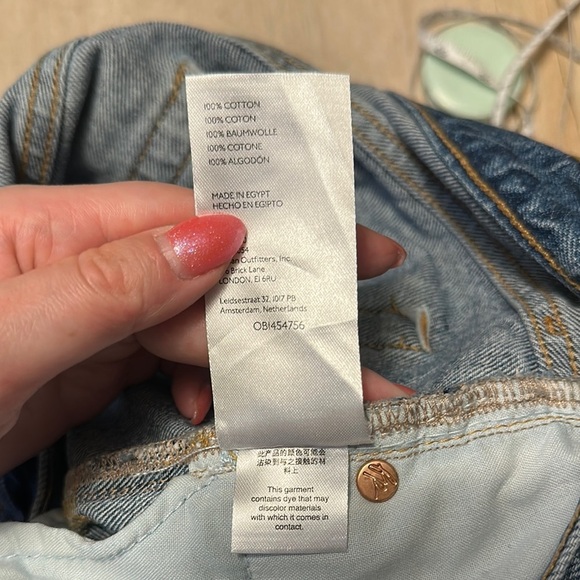 100% COTTON
100% COTON
100% BAUMWOLLE
100% COTONE
100% ALGODÓN
MADE IN EGYPT
HECHO EN EGIPTO
Outfitters, Inc.
Brick Lane
LONDON, E1 6RU
Leidsestraat 32, 1017 PB
Amsterdam, Netherlands
OB1454756
此产品的颜色可能会
沾染到与之接触的材
料上
This garment
contains dye that may
discolor materials
with which it comes in
contact.